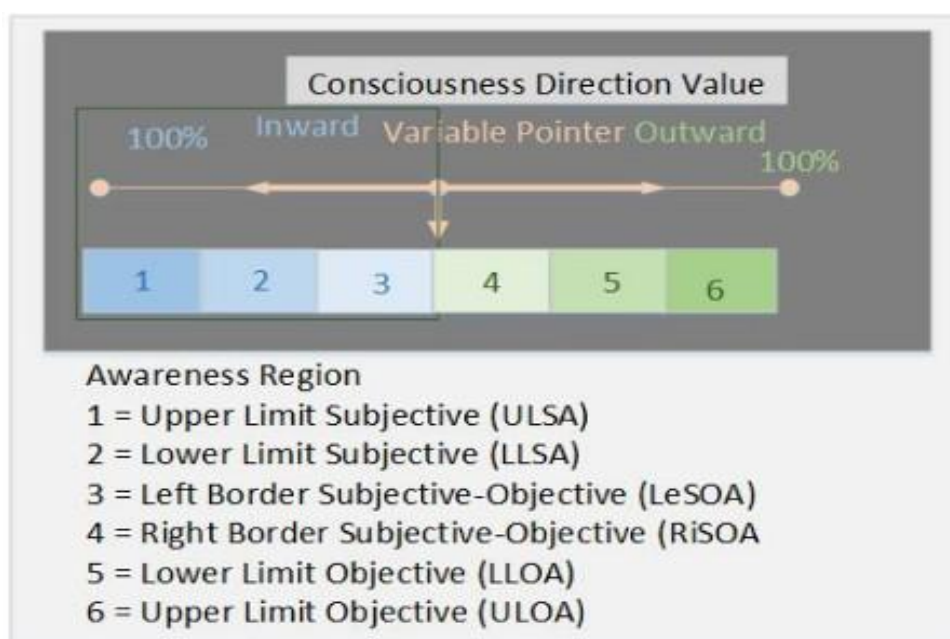 Consciousness Direction Value
100% Inward Variable Pointer Outward
100%
1 2 3 4 5 6
Awareness Region
1 = Upper Limit Subjective (ULSA)
2 = Lower Limit Subjective (LLSA)
3 = Left Border Subjective-Objective (LeSOA)
4 = Right Border Subjective-Objective (RiSOA
5 = Lower Limit Objective (LLOA)
6 = Upper Limit Objective (ULOA)